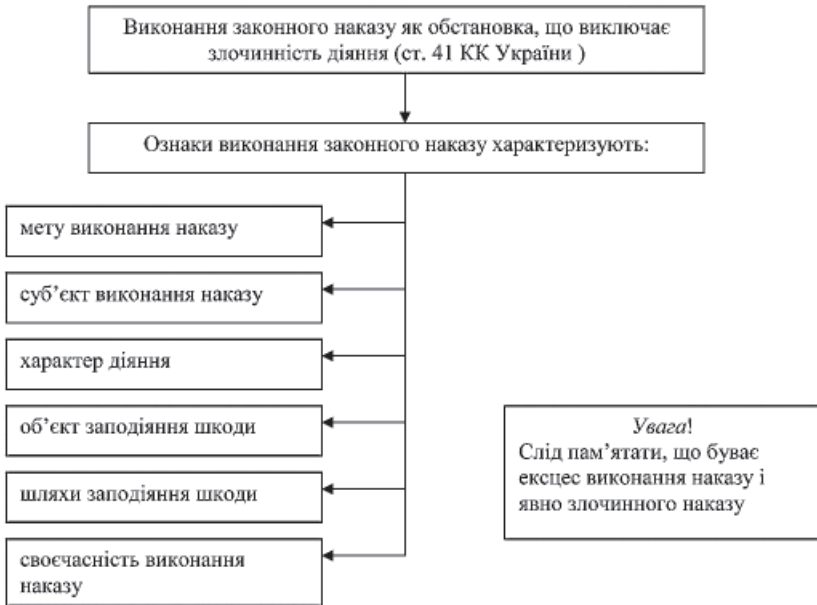 Виконання законного наказу як обстановка, що виключає
злочинність діяння (ст. 41 КК України )
Ознаки виконання законного наказу характеризують:
мету виконання наказу
суб’єкт виконання наказу
характер діяння
об’єкт заподіяння шкоди
шляхи заподіяння шкоди
своєчасність виконання
наказу
Увага!
Слід пам’ятати, що буває
ексцес виконання наказу і
явно злочинного наказу